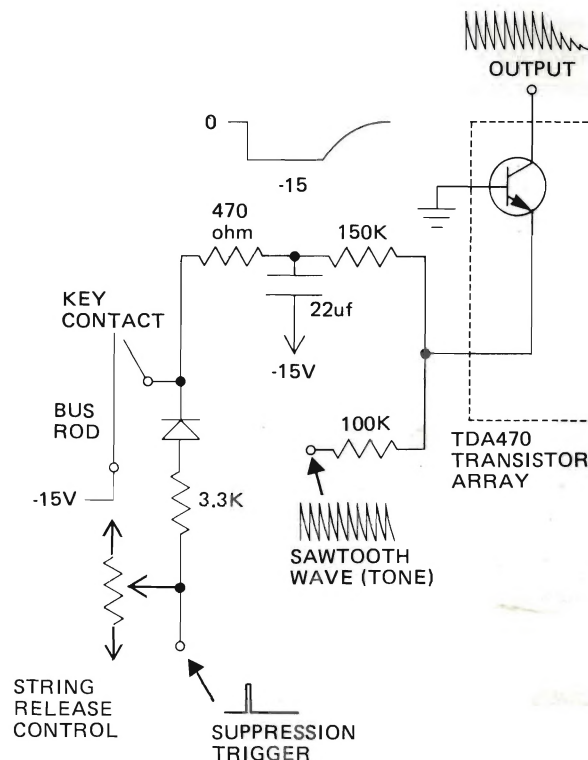 OUTPUT
0
-15
470
ohm
150K
22uf
-15V
KEY
CONTACT
BUS
ROD
-15V
3.3K
100K
TDA470
TRANSISTOR
ARRAY
SAWTOOTH
WAVE (TONE)
STRING
RELEASE
CONTROL
SUPPRESSION
TRIGGER